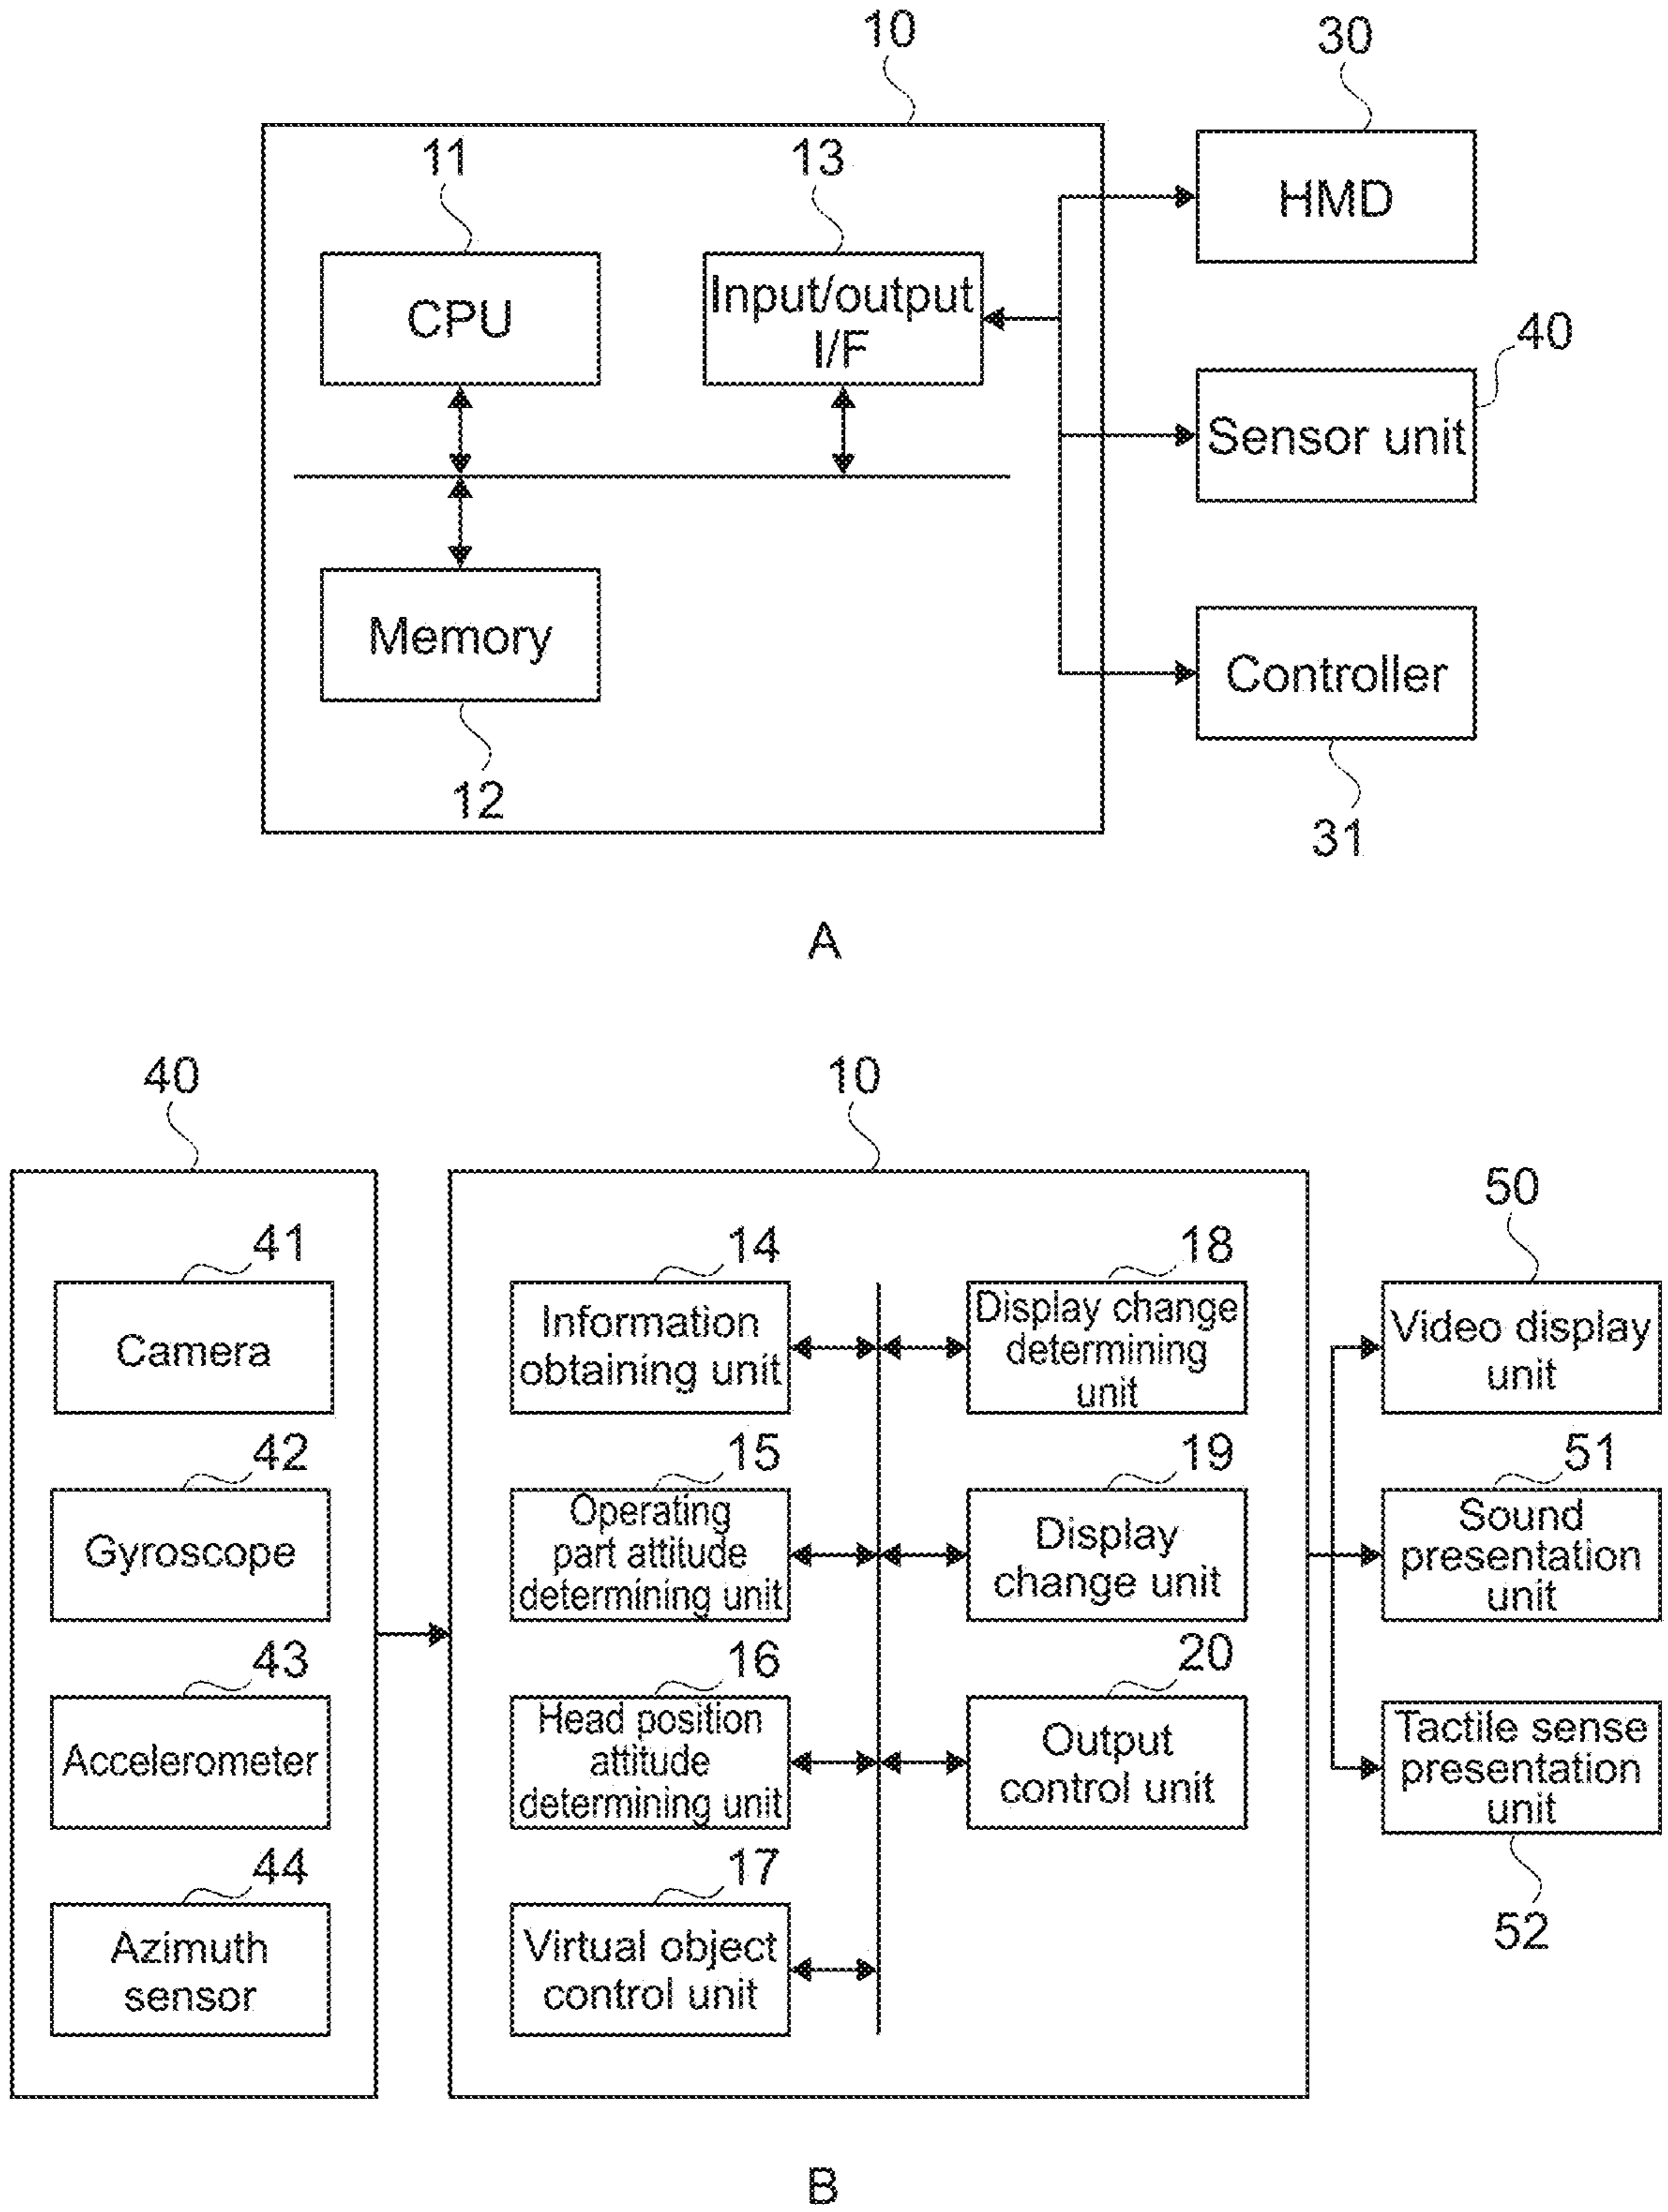 10
30
11
13
HMD
CPU
Input/output
I/F
40
Sensor unit
Memory
Controller
12
31
A
40
10
50
41
14
18
Camera
Information
obtaining unit
Display change
determining
unit
Video display
unit
42
15
19
51
Gyroscope
Operating
part attitude
determining unit
Display
change unit
Sound
presentation
unit
43
16
20
Accelerometer
Head position
attitude
determining unit
Output
control unit
Tactile sense
presentation
unit
44
17
52
Azimuth
sensor
Virtual object
control unit
B